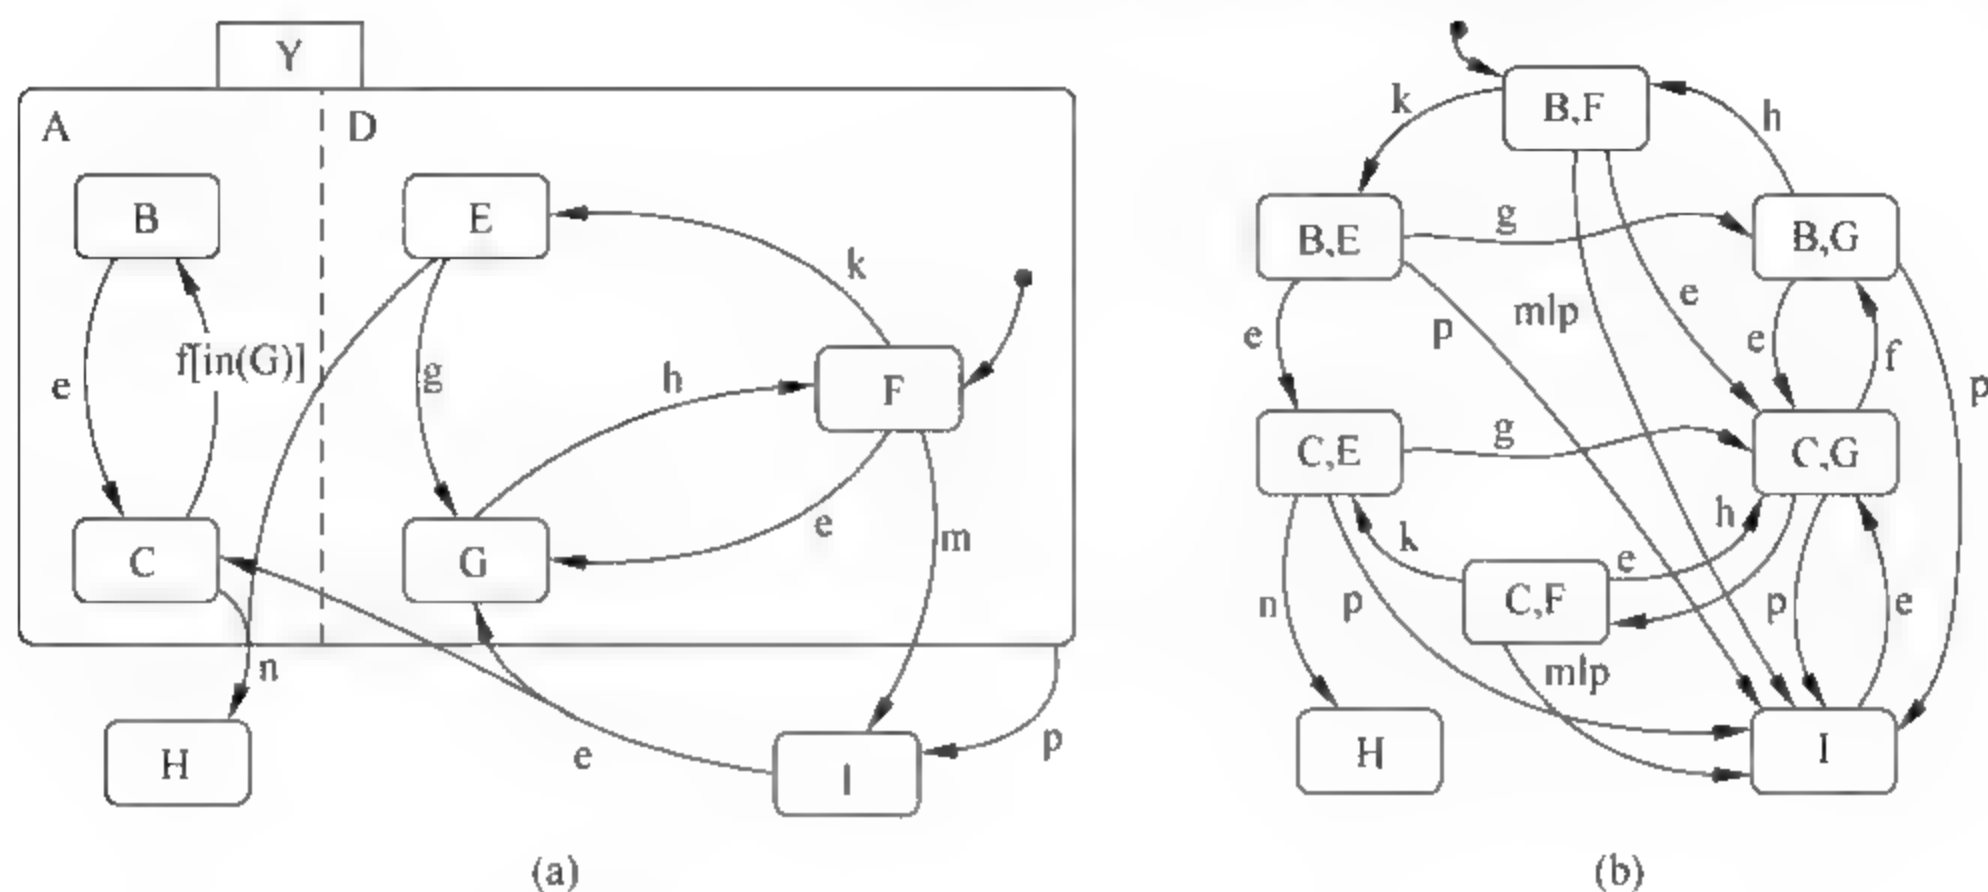 Y
A
D
B
E
k
f[in(G)]
e
g
h
F
C
G
e
m
n
e
p
H
I
(a)
B,F
k
h
B,E
g
B,G
e
p
m|p
e
e
f
p
C,E
g
C,G
k
h
e
C,F
n
p
p
e
m|p
H
I
(b)